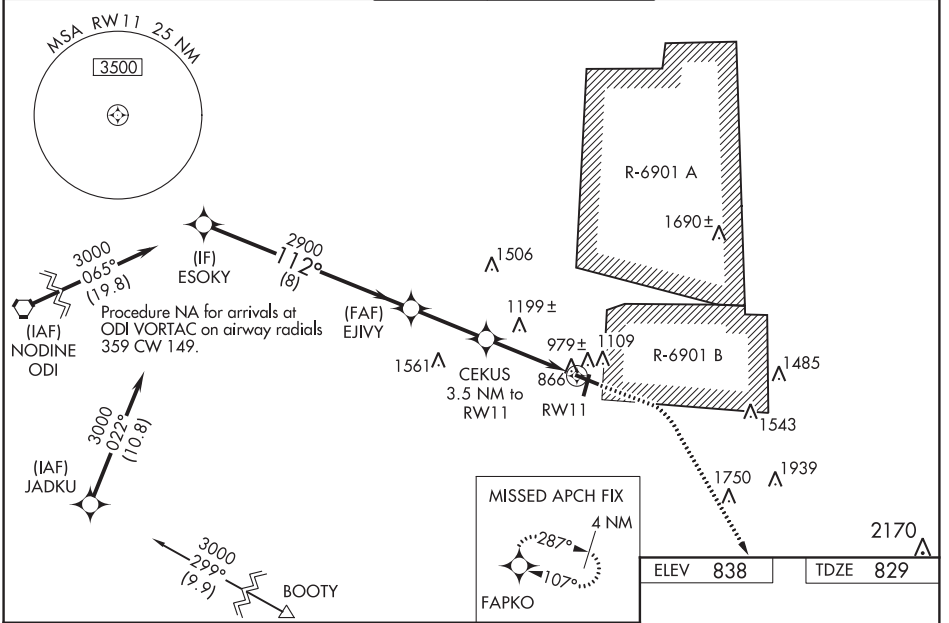 MSA RW11 25 NM
3500
R-6901 A
1690±
3000
065°
(19.8)
(IF)
ESOKY
2900
112°
(8)
1506
(IAF)
NODINE
ODI
Procedure NA for arrivals at
ODI VORTAC on airway radials
359 CW 149.
(FAF)
EJIVY
1199±
1561
CEKUS
3.5 NM to
RW11
979±
1109
866
RW11
R-6901 B
1485
1543
3000
022°
(10.8)
(IAF)
JADKU
1750
1939
MISSED APCH FIX
4 NM
287°
107°
FAPKO
3000
299°
(9.9)
BOOTY
2170
ELEV 838
TDZE 829